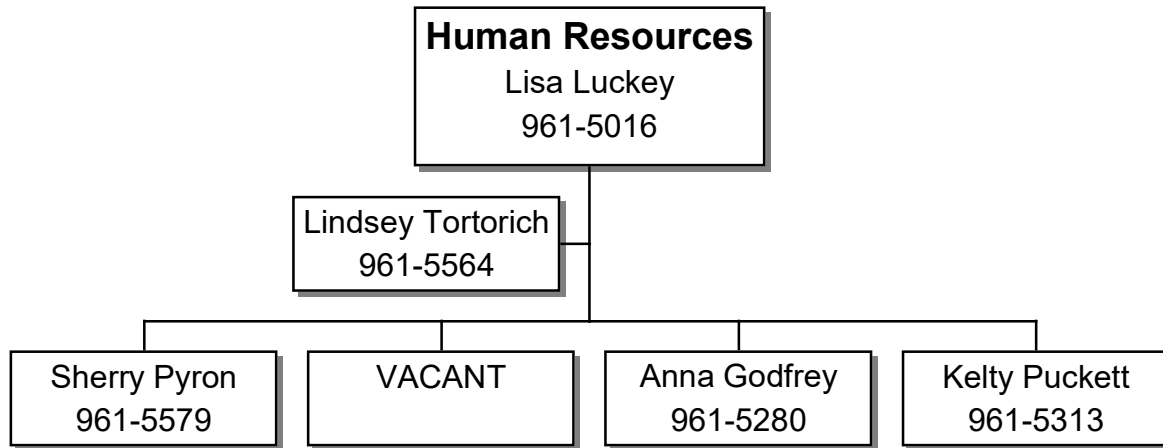 Human Resources
Lisa Luckey
961-5016
Lindsey Tortorich
961-5564
Sherry Pyron
961-5579
VACANT
Anna Godfrey
961-5280
Kelty Puckett
961-5313